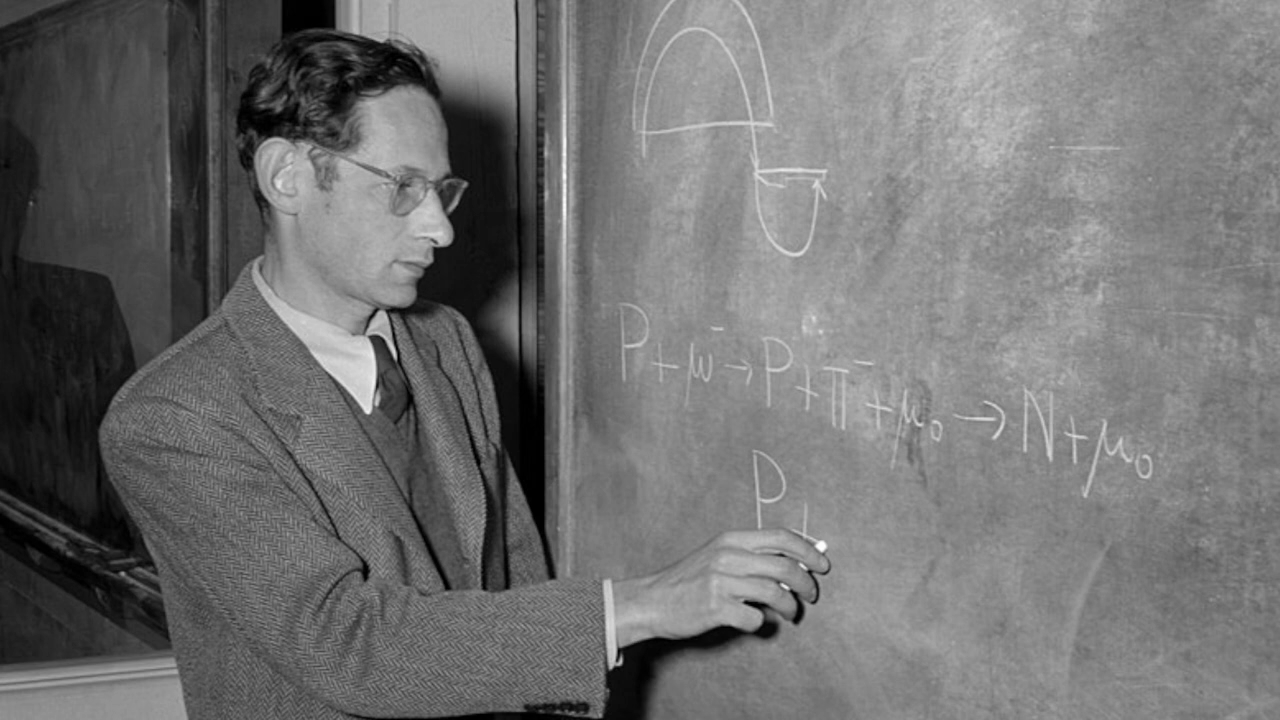 P + μ⁻ → P + π⁻ + μ₀ → N + μ₀
P +